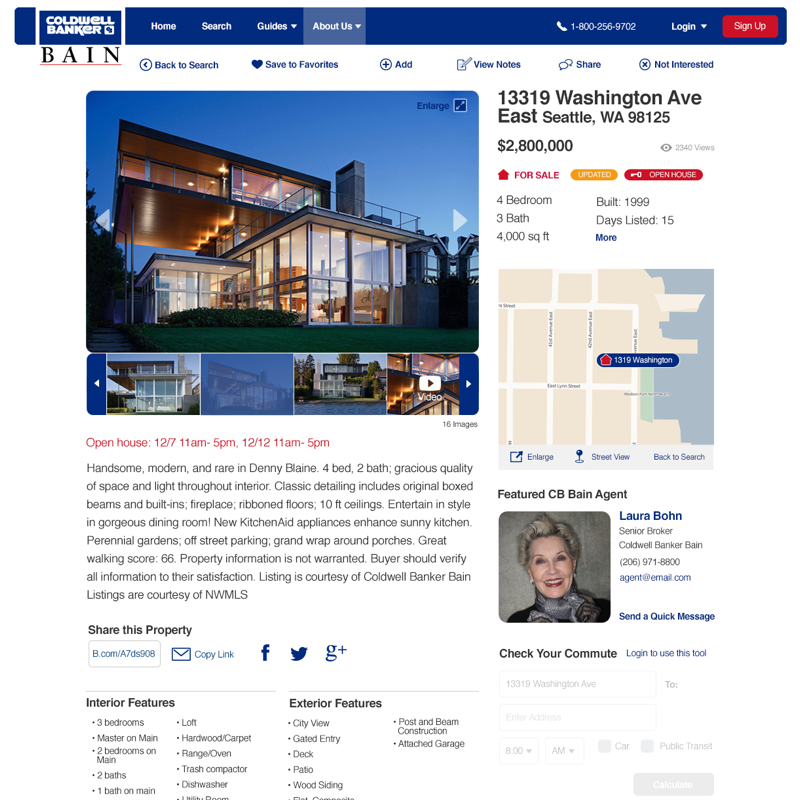 COLDWELL
BANKER
BAIN
Home Search Guides About Us 1-800-256-9702 Login Sign Up
Back to Search Save to Favorites Add View Notes Share Not Interested
Enlarge
13319 Washington Ave
East Seattle, WA 98125
$2,800,000 2340 Views
FOR SALE UPDATED OPEN HOUSE
4 Bedroom Built: 1999
3 Bath Days Listed: 15
4,000 sq ft More
Video
16 Images
41st Avenue East
42nd Avenue East
1319 Washington
East Lynn Street
Enlarge Street View Back to Search
Open house: 12/7 11am- 5pm, 12/12 11am- 5pm
Handsome, modern, and rare in Denny Blaine. 4 bed, 2 bath; gracious quality
of space and light throughout interior. Classic detailing includes original boxed
beams and built-ins; fireplace; ribboned floors; 10 ft ceilings. Entertain in style
in gorgeous dining room! New KitchenAid appliances enhance sunny kitchen.
Perennial gardens; off street parking; grand wrap around porches. Great
walking score: 66. Property information is not warranted. Buyer should verify
all information to their satisfaction. Listing is courtesy of Coldwell Banker Bain
Listings are courtesy of NWMLS
Featured CB Bain Agent
Laura Bohn
Senior Broker
Coldwell Banker Bain
(206) 971-8800
agent@email.com
Send a Quick Message
Share this Property
B.com/A7ds908 Copy Link f g+
Check Your Commute Login to use this tool
13319 Washington Ave To:
Enter Address
8:00 AM Car Public Transit
Calculate
Interior Features
• 3 bedrooms
• Master on Main
• 2 bedrooms on
Main
• 2 baths
• 1 bath on main
• Loft
• Hardwood/Carpet
• Range/Oven
• Trash compactor
• Dishwasher
• Utility Room
Exterior Features
• City View
• Gated Entry
• Deck
• Patio
• Wood Siding
• Flat, Composite
• Post and Beam
Construction
• Attached Garage